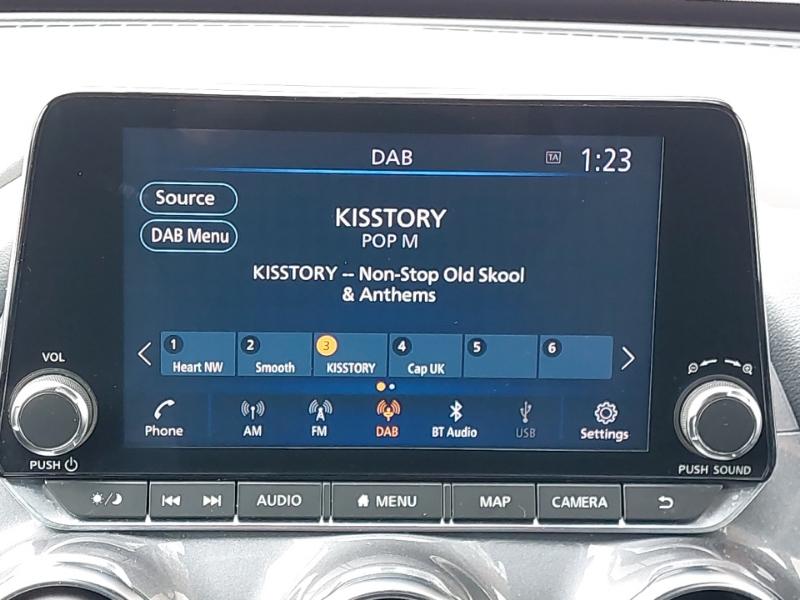 DAB
TA
1:23
Source
KISSTORY
DAB Menu
POP M
KISSTORY -- Non-Stop Old Skool
& Anthems
1
2
3
4
5
6
Heart NW
Smooth
KISSTORY
Cap UK
VOL
Phone
AM
FM
DAB
BT Audio
USB
Settings
PUSH
PUSH SOUND
AUDIO
MENU
MAP
CAMERA